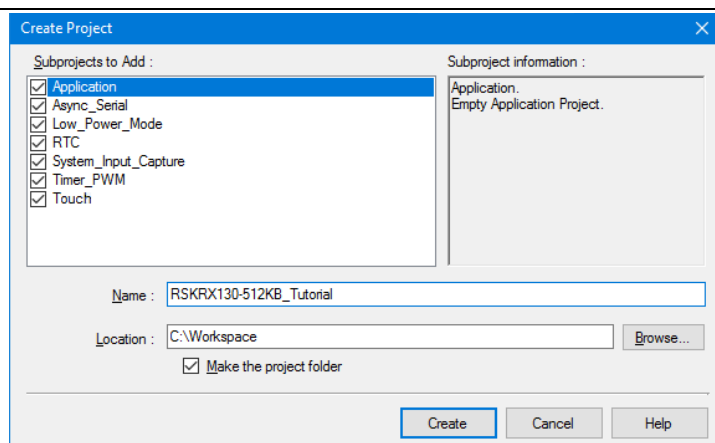 Create Project
Subprojects to Add :
Application
Async_Serial
Low_Power_Mode
RTC
System_Input_Capture
Timer_PWM
Touch
Subproject information :
Application.
Empty Application Project.
Name : RSKRX130-512KB_Tutorial
Location : C:\Workspace Browse...
Make the project folder
Create Cancel Help